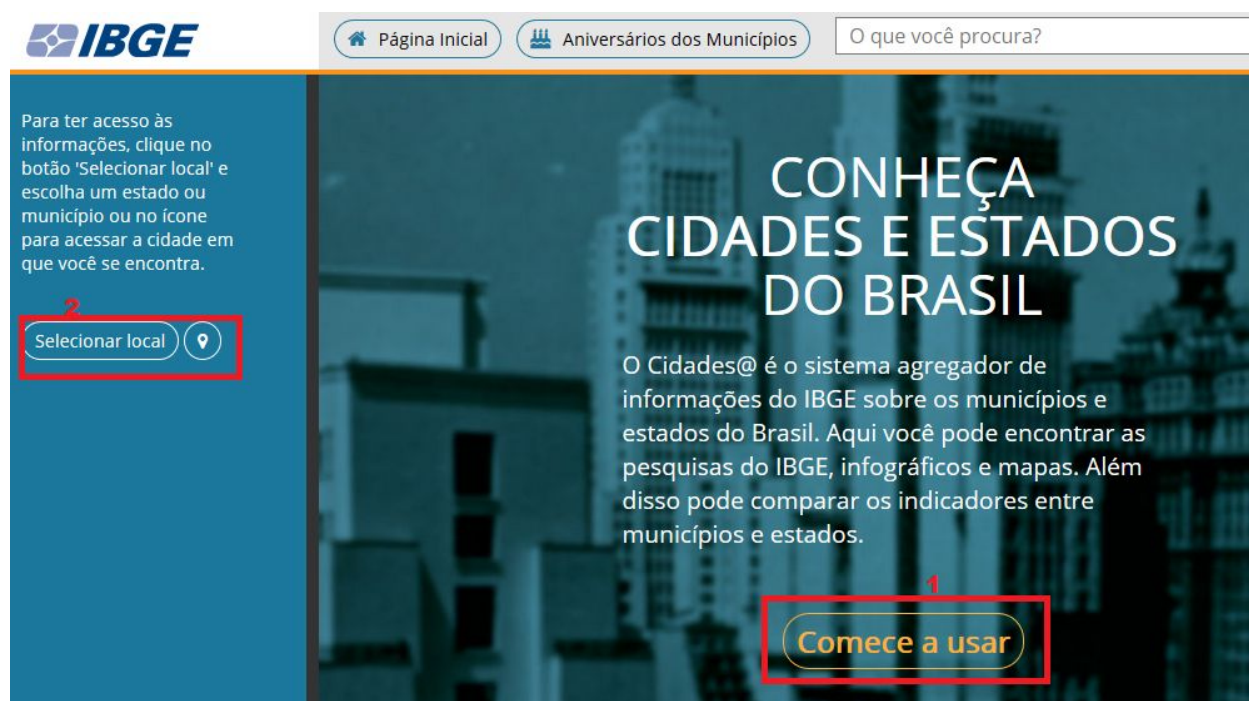 IBGE
Página Inicial
Aniversários dos Municípios
O que você procura?
Para ter acesso às
informações, clique no
botão 'Selecionar local' e
escolha um estado ou
município ou no ícone
para acessar a cidade em
que você se encontra.
2
Selecionar local
CONHEÇA
CIDADES E ESTADOS
DO BRASIL
O Cidades@ é o sistema agregador de
informações do IBGE sobre os municípios e
estados do Brasil. Aqui você pode encontrar as
pesquisas do IBGE, infográficos e mapas. Além
disso pode comparar os indicadores entre
municípios e estados.
1
Comece a usar